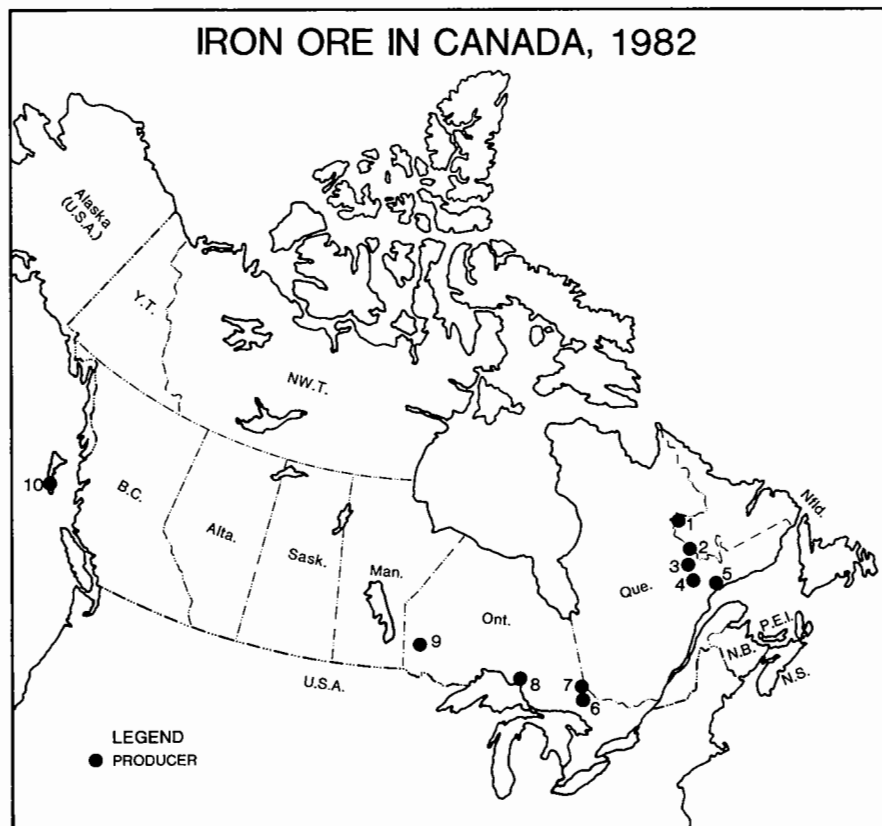 IRON ORE IN CANADA, 1982
Alaska
(U.S.A.)
Y.T.
N.W.T.
10
B.C.
Alta.
Sask.
Man.
Ont.
Que.
Nfld.
1
2
3
4
5
P.E.I.
N.B.
N.S.
9
8
7
6
U.S.A.
LEGEND
PRODUCER